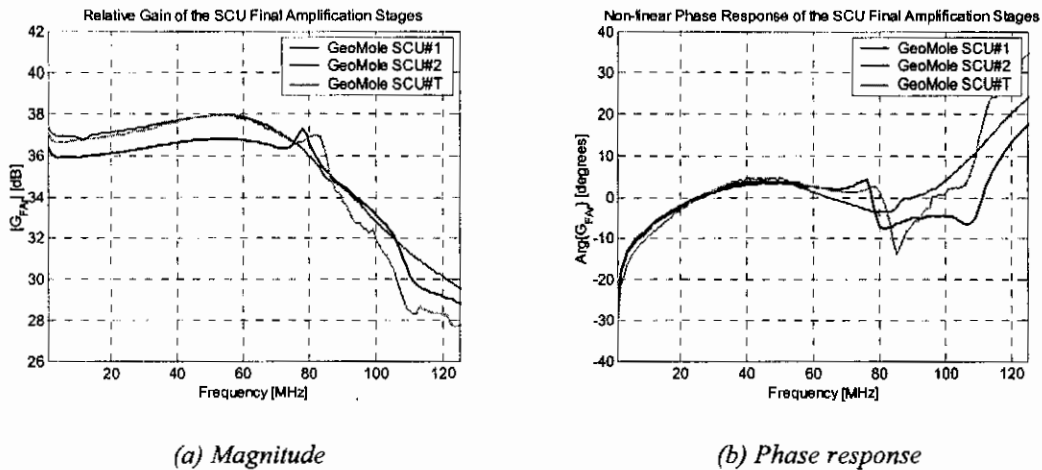 Relative Gain of the SCU Final Amplification Stages
42
40
38
36
34
32
30
28
26
|G_FAr| [dB]
GeoMole SCU#1
GeoMole SCU#2
GeoMole SCU#T
20 40 60 80 100 120
Frequency [MHz]
(a) Magnitude
Non-linear Phase Response of the SCU Final Amplification Stages
40
30
20
10
0
-10
-20
-30
-40
Arg{G_FAr} [degrees]
GeoMole SCU#1
GeoMole SCU#2
GeoMole SCU#T
20 40 60 80 100 120
Frequency [MHz]
(b) Phase response